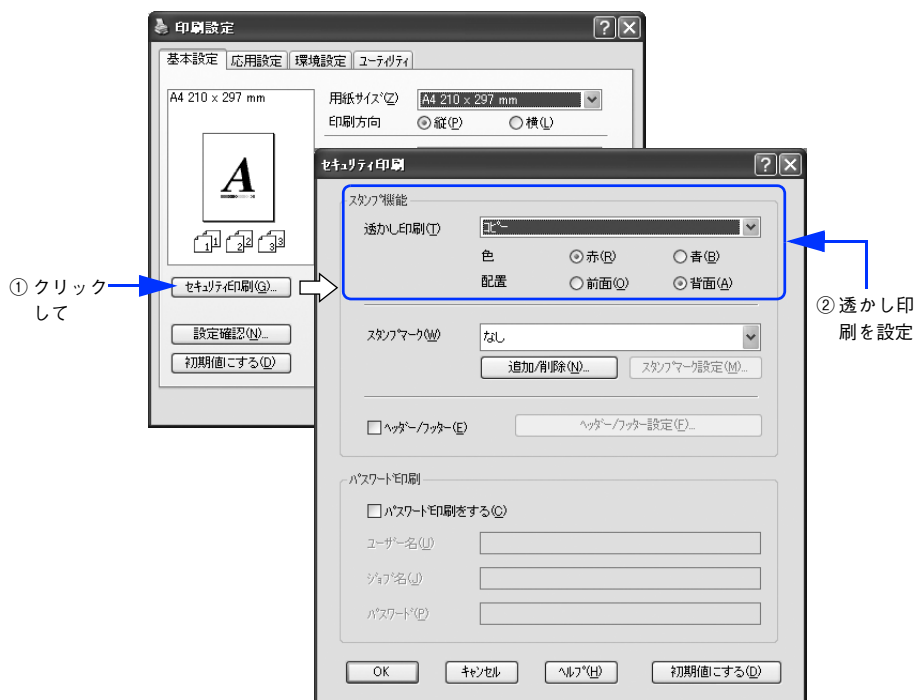 印刷設定
基本設定 応用設定 環境設定 ユーティリティ
A4 210 x 297 mm
用紙サイズ(Z) A4 210 x 297 mm
印刷方向 縦(P) 横(L)
A
1 1 2 2 3 3
① クリック
して
セキュリティ印刷(G)...
設定確認(N)...
初期値にする(D)
セキュリティ印刷
スタンプ機能
透かし印刷(T) コピー
色 赤(R) 青(B)
配置 前面(O) 背面(A)
② 透かし印
刷を設定
スタンプマーク(W) なし
追加/削除(N)... スタンプマーク設定(M)...
ヘッダー/フッター(E) ヘッダー/フッター設定(F)...
パスワード印刷
パスワード印刷をする(C)
ユーザー名(U)
ジョブ名(J)
パスワード(P)
OK キャンセル ヘルプ(H) 初期値にする(D)